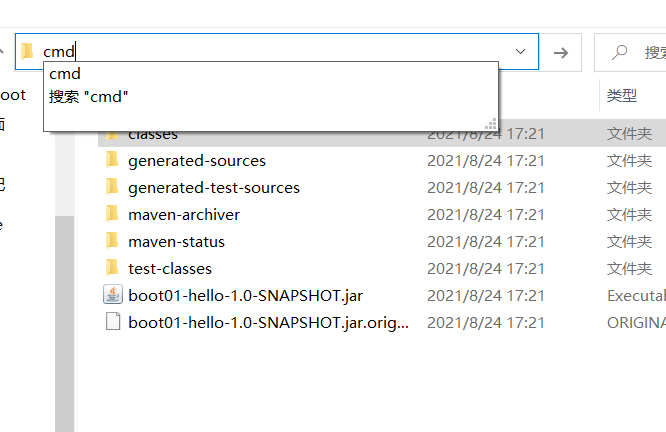 cmd
搜索
cmd
搜索 "cmd"
oot
类型
classes 2021/8/24 17:21 文件夹
generated-sources 2021/8/24 17:21 文件夹
generated-test-sources 2021/8/24 17:21 文件夹
maven-archiver 2021/8/24 17:21 文件夹
maven-status 2021/8/24 17:21 文件夹
test-classes 2021/8/24 17:21 文件夹
boot01-hello-1.0-SNAPSHOT.jar 2021/8/24 17:21 Executal
boot01-hello-1.0-SNAPSHOT.jar.orig... 2021/8/24 17:21 ORIGINA